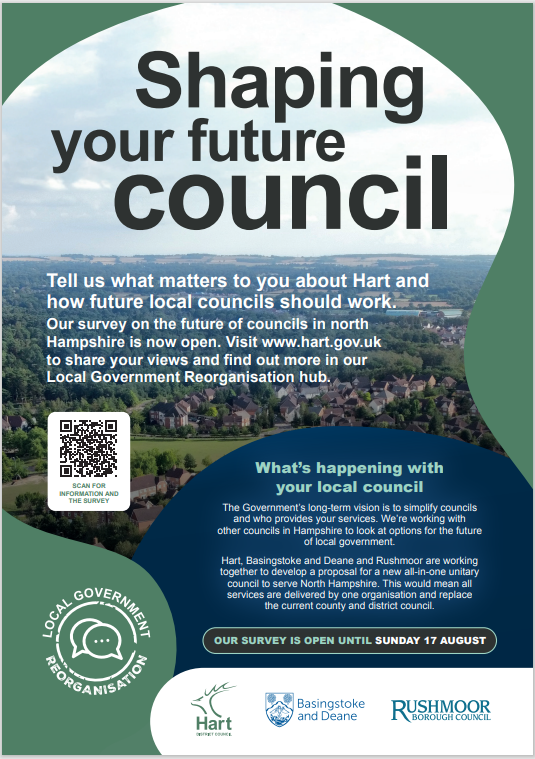 Shaping
your future
council
Tell us what matters to you about Hart and
how future local councils should work.
Our survey on the future of councils in north
Hampshire is now open. Visit www.hart.gov.uk
to share your views and find out more in our
Local Government Reorganisation hub.
SCAN FOR
INFORMATION AND
THE SURVEY
What's happening with
your local council
The Government's long-term vision is to simplify councils
and who provides your services. We're working with
other councils in Hampshire to look at options for the future
of local government.
Hart, Basingstoke and Deane and Rushmoor are working
together to develop a proposal for a new all-in-one unitary
council to serve North Hampshire. This would mean all
services are delivered by one organisation and replace
the current county and district council.
OUR SURVEY IS OPEN UNTIL SUNDAY 17 AUGUST
LOCAL GOVERNMENT
REORGANISATION
Hart
DISTRICT COUNCIL
Basingstoke
and Deane
RUSHMOOR
BOROUGH COUNCIL